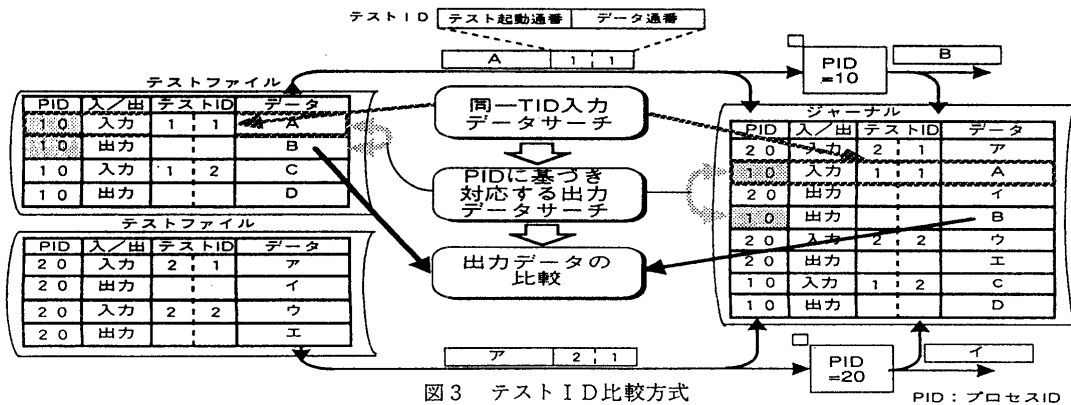 テストID テスト起動通番 データ通番
A 1 1
PID =10
B
テストファイル
PID 入/出 テストID データ
10 入力 1 1 A
10 出力 B
10 入力 1 2 C
10 出力 D
テストファイル
PID 入/出 テストID データ
20 入力 2 1 ア
20 出力 イ
20 入力 2 2 ウ
20 出力 エ
同一TID入力
データサーチ
PIDに基づき
対応する出力
データサーチ
出力データの
比較
ジャーナル
PID 入/出 テストID データ
20 入力 2 1 ア
10 入力 1 1 A
20 出力 イ
10 出力 B
20 入力 2 2 ウ
20 出力 エ
10 入力 1 2 C
10 出力 D
ア 2 1
PID =20
イ
図3 テストID比較方式
PID:プロセスID